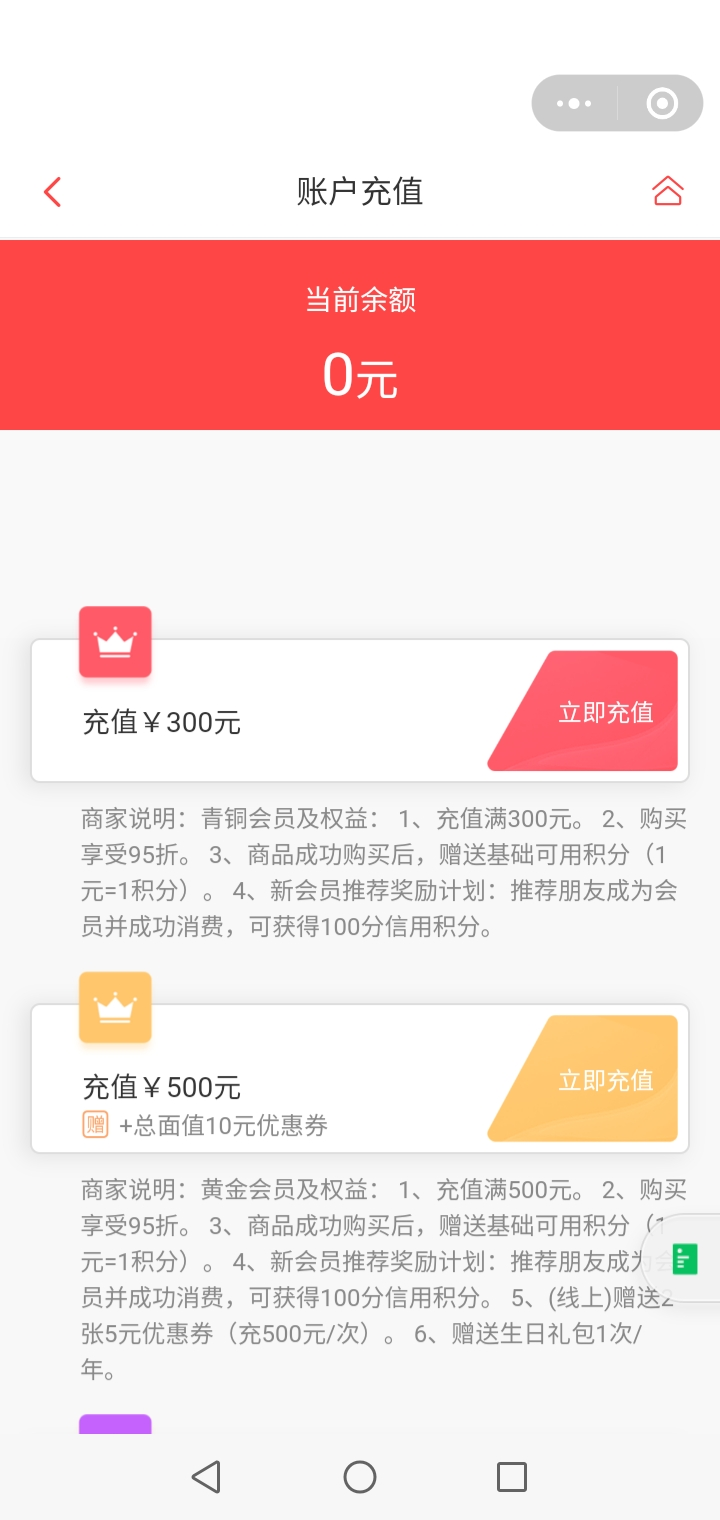 账户充值
当前余额
0元
充值￥300元
立即充值
商家说明：青铜会员及权益： 1、充值满300元。 2、购买
享受95折。 3、商品成功购买后，赠送基础可用积分（1
元=1积分）。 4、新会员推荐奖励计划：推荐朋友成为会
员并成功消费，可获得100分信用积分。
充值￥500元
立即充值
赠 +总面值10元优惠券
商家说明：黄金会员及权益： 1、充值满500元。 2、购买
享受95折。 3、商品成功购买后，赠送基础可用积分（1
元=1积分）。 4、新会员推荐奖励计划：推荐朋友成为会
员并成功消费，可获得100分信用积分。 5、(线上)赠送2
张5元优惠券（充500元/次）。 6、赠送生日礼包1次/
年。